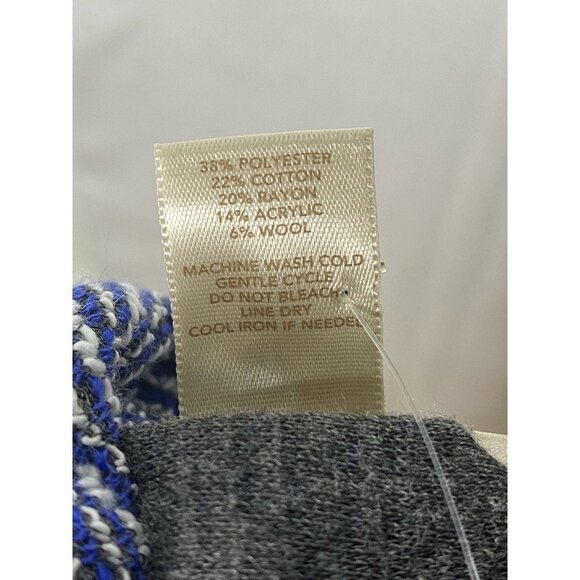 38% POLYESTER
22% COTTON
20% RAYON
14% ACRYLIC
6% WOOL
MACHINE WASH COLD
GENTLE CYCLE
DO NOT BLEACH
LINE DRY
COOL IRON IF NEEDED